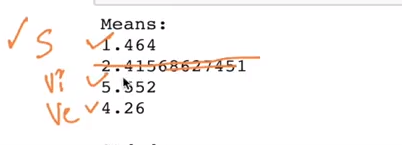 Means:
✓ S ✓ 1.464
2.41568627451
Vi ✓ 5.552
Ve ✓ 4.26